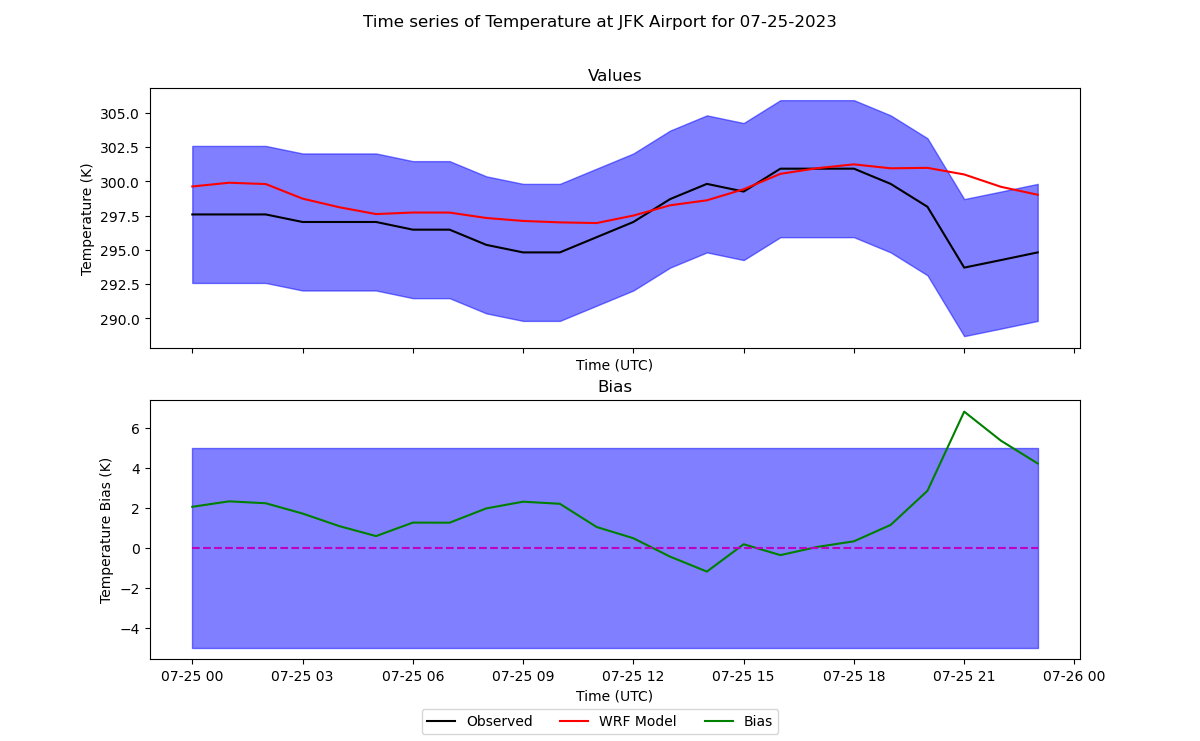 Time series of Temperature at JFK Airport for 07-25-2023
Values
Temperature (K)
305.0
302.5
300.0
297.5
295.0
292.5
290.0
Time (UTC)
Bias
Temperature Bias (K)
6
4
2
0
−2
−4
07-25 00 07-25 03 07-25 06 07-25 09 07-25 12 07-25 15 07-25 18 07-25 21 07-26 00
Time (UTC)
Observed WRF Model Bias